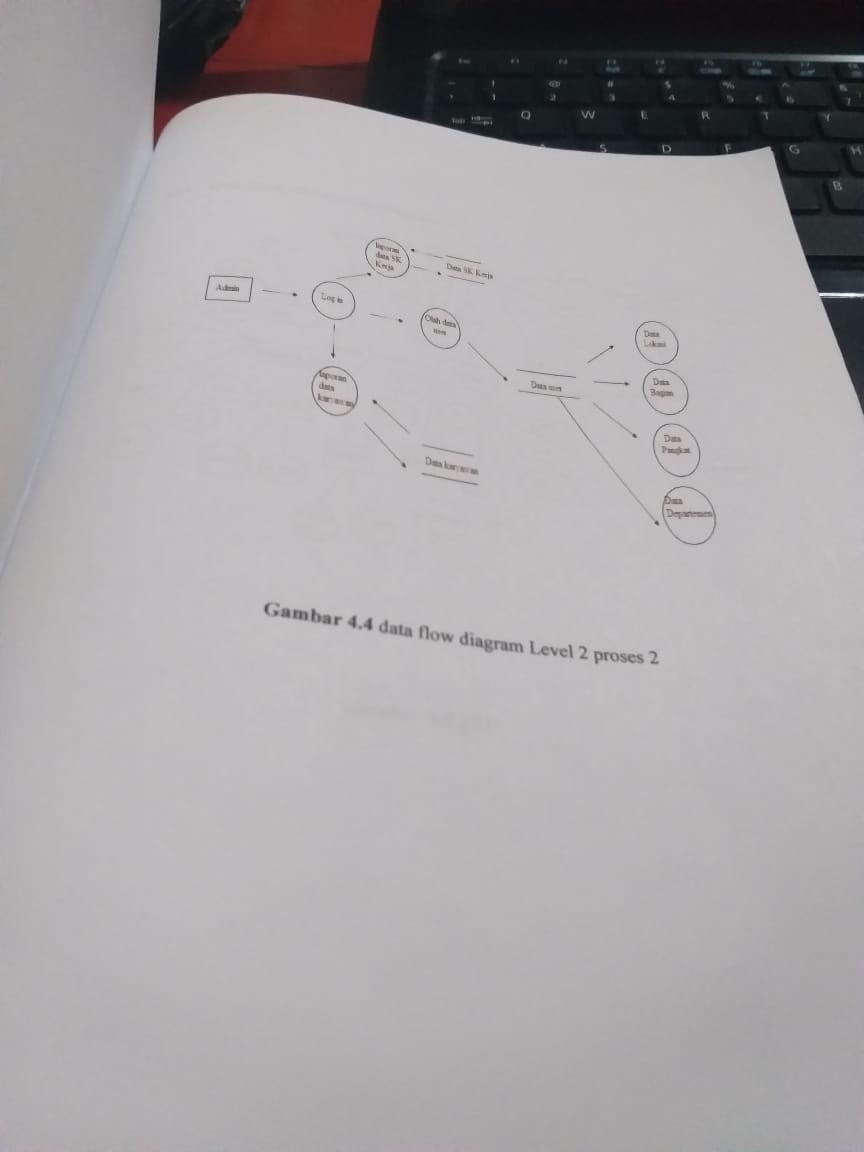 Tab
Q W E R T Y
S D F G H
B
laporan
data SK
Kerja
Data SK Kerja
Admin
Log in
Olah data
user
Data
Lokasi
laporan
data
karyawan
Data user
Data
Bagian
Data
Pangkat
Data karyawan
Data
Departemen
Gambar 4.4 data flow diagram Level 2 proses 2